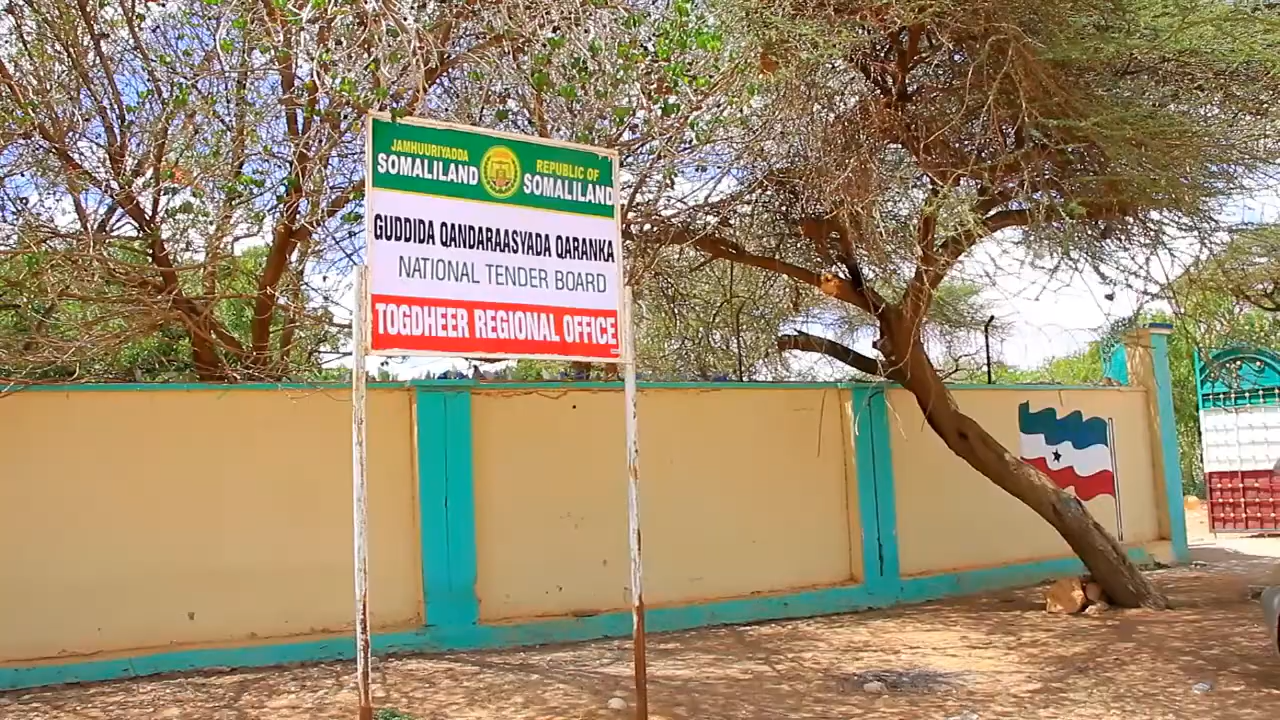 JAMHUURIYADDA
SOMALILAND
REPUBLIC OF
SOMALILAND
GUDDIDA QANDARAASYADA QARANKA
NATIONAL TENDER BOARD
TOGDHEER REGIONAL OFFICE